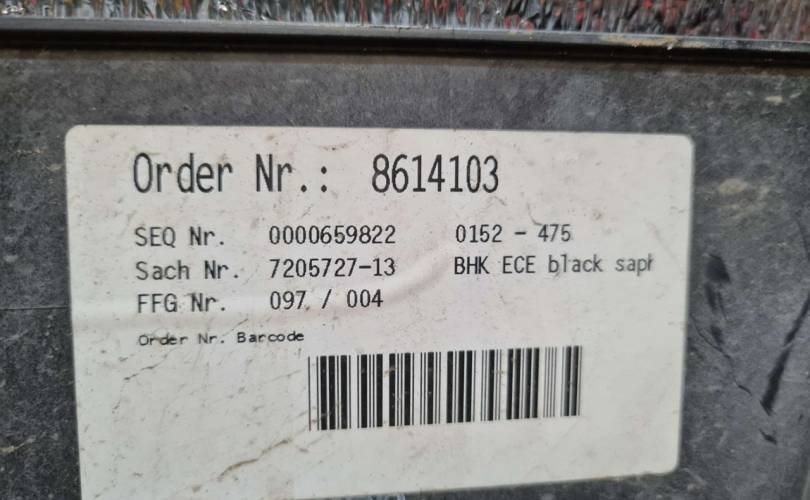 Order Nr.: 8614103
SEQ Nr. 0000659822 0152 - 475
Sach Nr. 7205727-13 BHK ECE black saph
FFG Nr. 097 / 004
Order Nr. Barcode